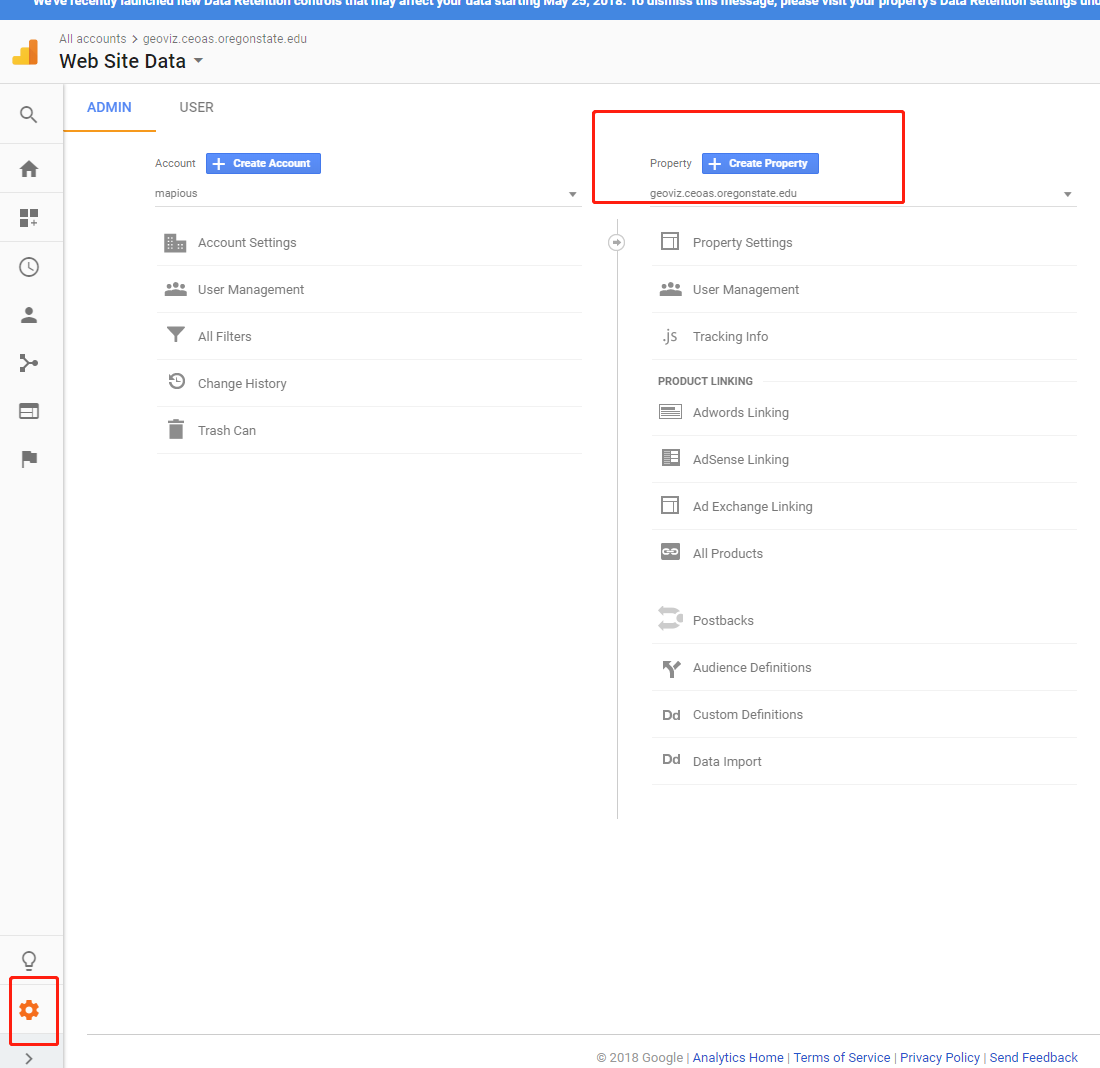 We've recently launched new Data Retention controls that may affect your data starting May 25, 2018. To dismiss this message, please visit your property's Data Retention settings
All accounts > geoviz.ceoas.oregonstate.edu
Web Site Data
ADMIN USER
Account + Create Account
mapious
Account Settings
User Management
All Filters
Change History
Trash Can
Property + Create Property
geoviz.ceoas.oregonstate.edu
Property Settings
User Management
.js Tracking Info
PRODUCT LINKING
Adwords Linking
AdSense Linking
Ad Exchange Linking
All Products
Postbacks
Audience Definitions
Dd Custom Definitions
Dd Data Import
© 2018 Google | Analytics Home | Terms of Service | Privacy Policy | Send Feedback